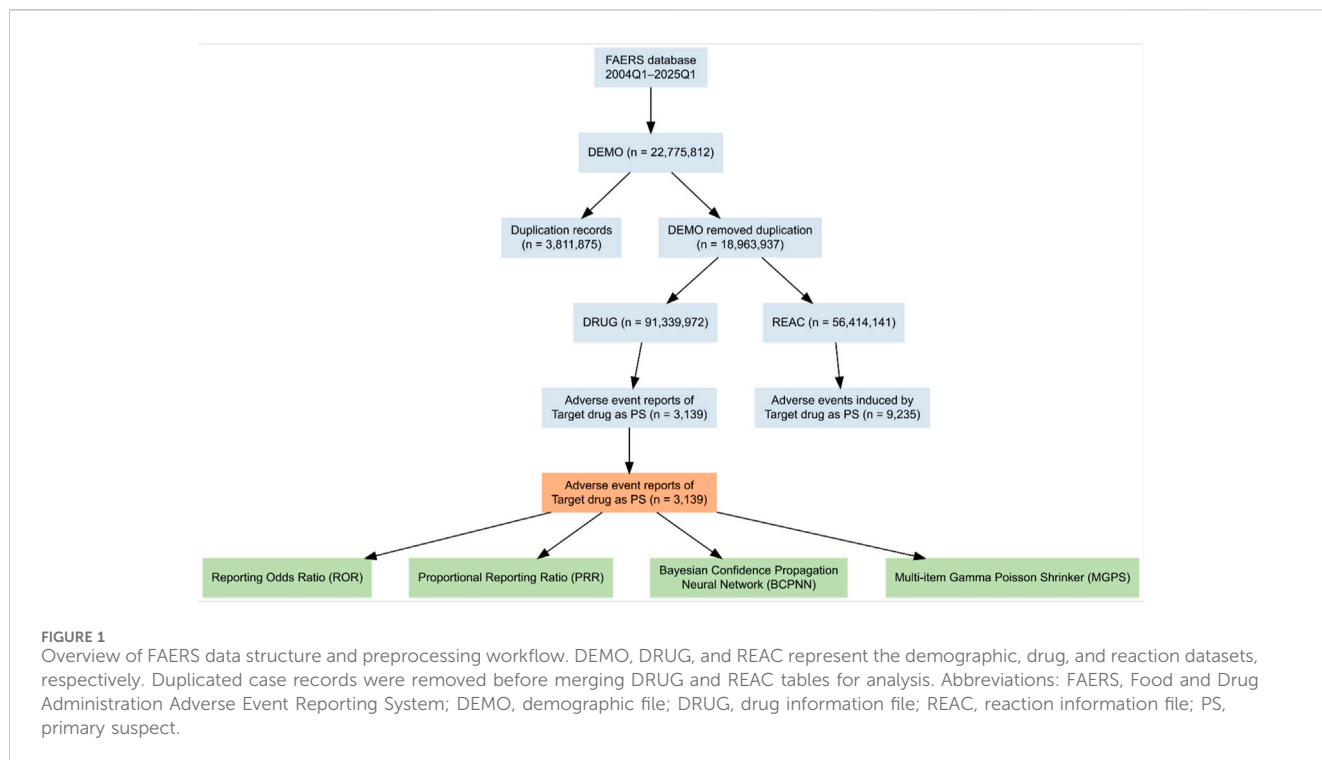 FAERS database
2004Q1–2025Q1
DEMO (n = 22,775,812)
Duplication records
(n = 3,811,875)
DEMO removed duplication
(n = 18,963,937)
DRUG (n = 91,339,972)
REAC (n = 56,414,141)
Adverse event reports of
Target drug as PS (n = 3,139)
Adverse events induced by
Target drug as PS (n = 9,235)
Adverse event reports of
Target drug as PS (n = 3,139)
Reporting Odds Ratio (ROR)
Proportional Reporting Ratio (PRR)
Bayesian Confidence Propagation
Neural Network (BCPNN)
Multi-item Gamma Poisson Shrinker (MGPS)
FIGURE 1
Overview of FAERS data structure and preprocessing workflow. DEMO, DRUG, and REAC represent the demographic, drug, and reaction datasets,
respectively. Duplicated case records were removed before merging DRUG and REAC tables for analysis. Abbreviations: FAERS, Food and Drug
Administration Adverse Event Reporting System; DEMO, demographic file; DRUG, drug information file; REAC, reaction information file; PS,
primary suspect.